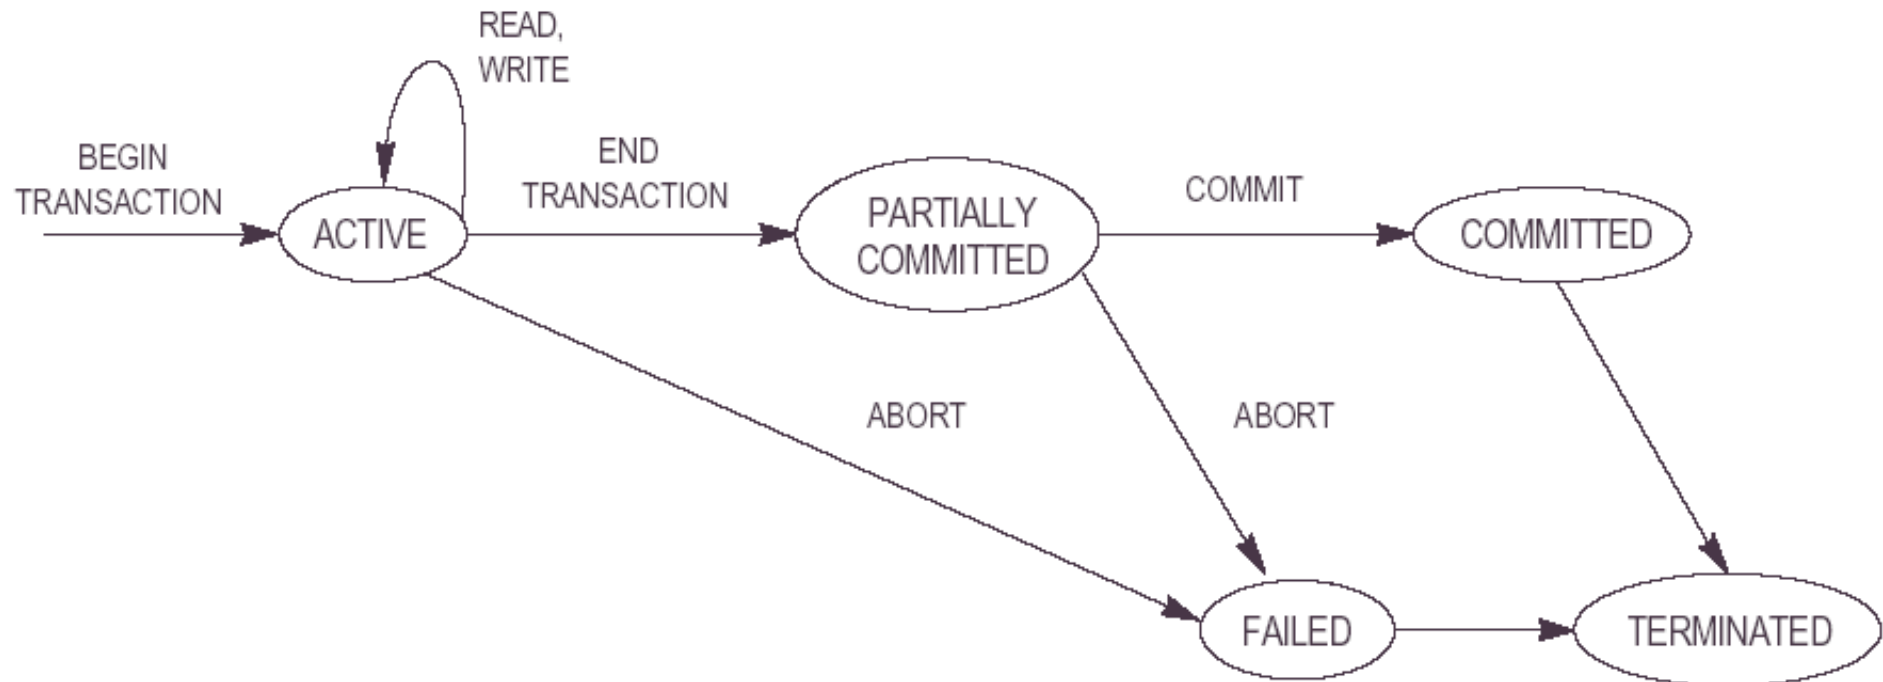 READ,
WRITE
BEGIN
TRANSACTION
END
TRANSACTION
COMMIT
ACTIVE
PARTIALLY
COMMITTED
COMMITTED
ABORT
ABORT
FAILED
TERMINATED